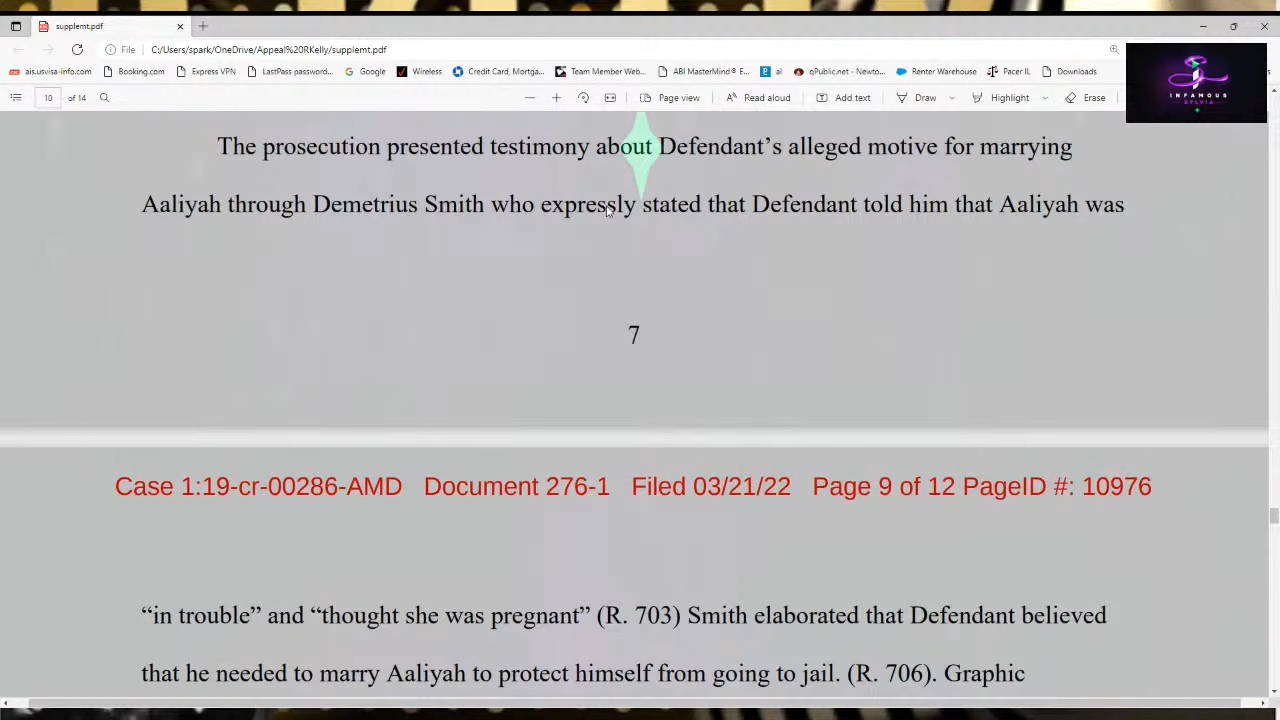 supplemt.pdf
File C:/Users/spark/OneDrive/Appeal%20RKelly/supplemt.pdf
ais.usvisa-info.com Booking.com Express VPN LastPass password... Google Wireless Credit Card, Mortga... Team Member Web... ABI MasterMind® E... al qPublic.net - Newto... Renter Warehouse Pacer IL Downloads
10 of 14 Page view Read aloud Add text Draw Highlight Erase
INFAMOUS
SYLVIA
The prosecution presented testimony about Defendant’s alleged motive for marrying
Aaliyah through Demetrius Smith who expressly stated that Defendant told him that Aaliyah was
7
Case 1:19-cr-00286-AMD Document 276-1 Filed 03/21/22 Page 9 of 12 PageID #: 10976
“in trouble” and “thought she was pregnant” (R. 703) Smith elaborated that Defendant believed
that he needed to marry Aaliyah to protect himself from going to jail. (R. 706). Graphic